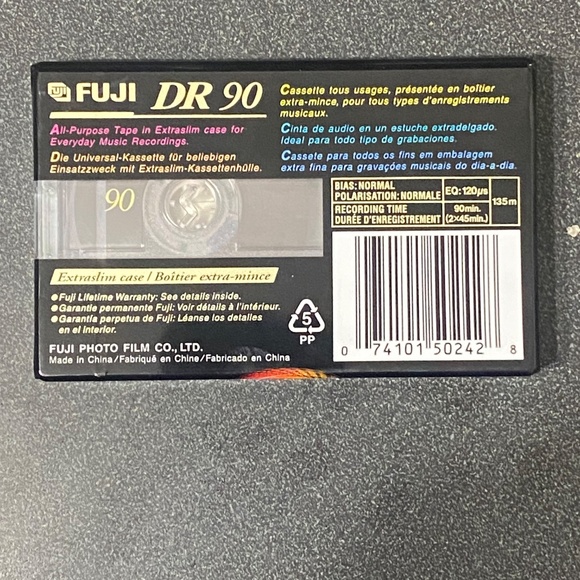 FUJI DR 90
All-Purpose Tape in Extraslim case for
Everyday Music Recordings.
Die Universal-Kassette für beliebigen
Einsatzzweck mit Extraslim-Kassettenhülle.
Cassette tous usages, présentée en boîtier
extra-mince, pour tous types d'enregistrements
musicaux.
Cinta de audio en un estuche extradelgado.
Ideal para todo tipo de grabaciones.
Cassete para todos os fins em embalagem
extra fina para gravações musicais do dia-a-dia.
90
BIAS: NORMAL
POLARISATION: NORMALE
EQ: 120µs
135m
RECORDING TIME
DURÉE D'ENREGISTREMENT
90min.
(2×45min.)
Extraslim case / Boîtier extra-mince
●Fuji Lifetime Warranty: See details inside.
●Garantie permanente Fuji: Voir détails à l'intérieur.
●Garantía perpetua de Fuji: Léanse los detalles
en el interior.
FUJI PHOTO FILM CO., LTD.
Made in China/Fabriqué en Chine/Fabricado en China
5
PP
0 74101 50242 8